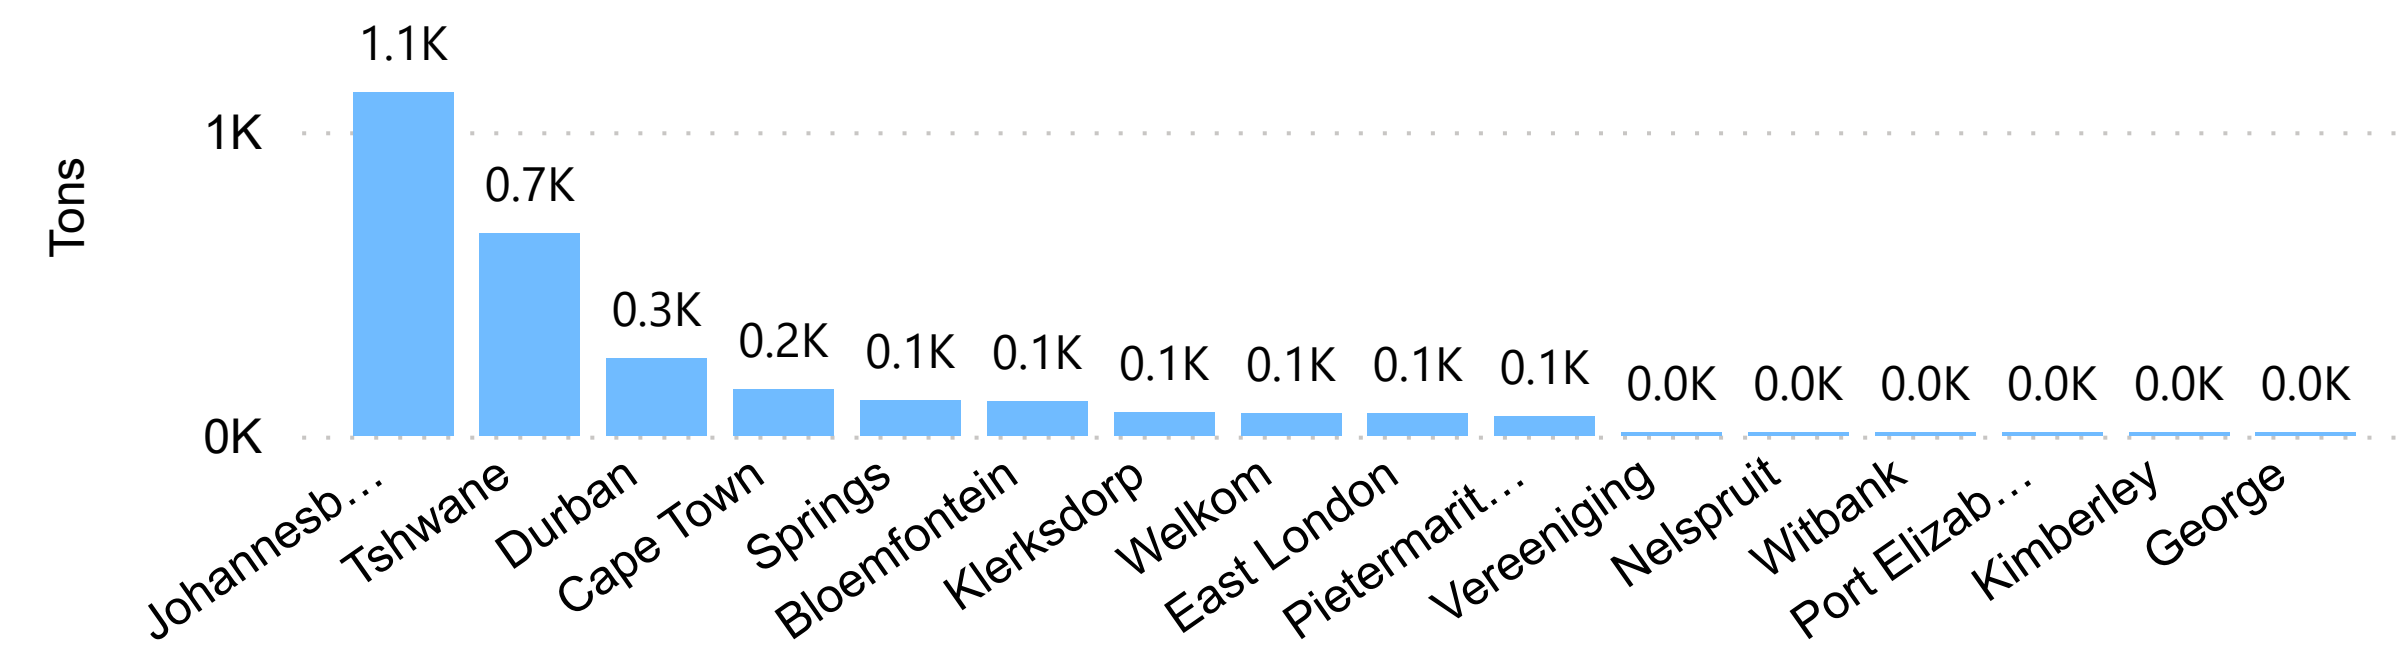 Tons
1K
0K
1.1K
0.7K
0.3K
0.2K
0.1K
0.1K
0.1K
0.1K
0.1K
0.1K
0.0K
0.0K
0.0K
0.0K
0.0K
0.0K
Johannesb…
Tshwane
Durban
Cape Town
Springs
Bloemfontein
Klerksdorp
Welkom
East London
Pietermarit…
Vereeniging
Nelspruit
Witbank
Port Elizab…
Kimberley
George